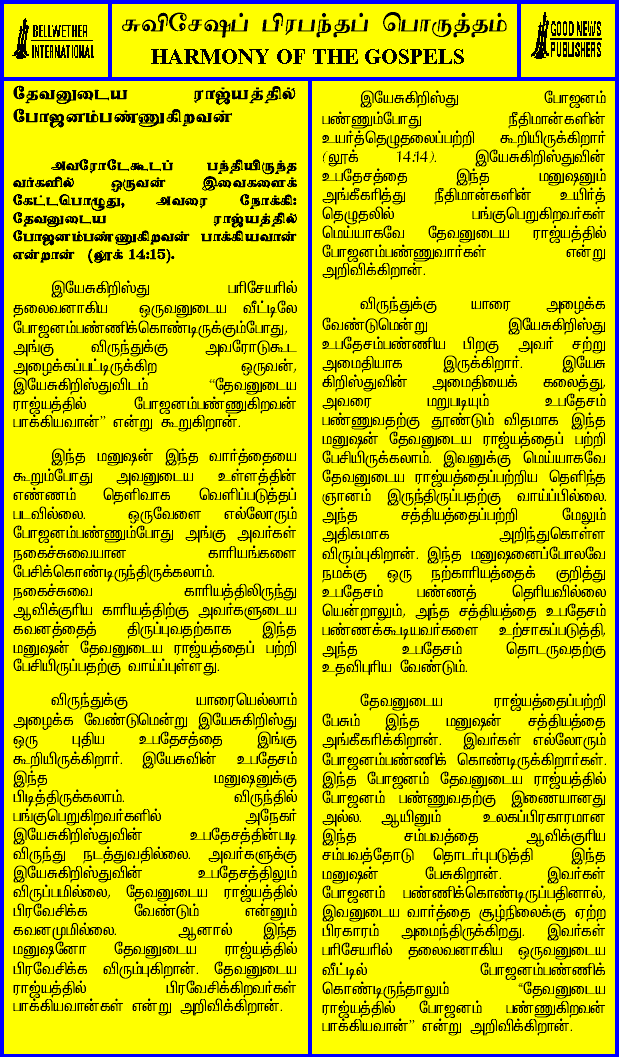 BELLWETHER
INTERNATIONAL
சுவிசேஷப் பிரபந்தப் பொருத்தம்
HARMONY OF THE GOSPELS
GOOD NEWS
PUBLISHERS
தேவனுடைய ராஜ்யத்தில்
போஜனம்பண்ணுகிறவன்
அவரோடேகூடப் பந்தியிருந்த
வர்களில் ஒருவன் இவைகளைக்
கேட்டபொழுது, அவரை நோக்கி:
தேவனுடைய ராஜ்யத்தில்
போஜனம்பண்ணுகிறவன் பாக்கியவான்
என்றான் (லூக் 14:15).
இயேசுகிறிஸ்து பரிசேயரில்
தலைவனாகிய ஒருவனுடைய வீட்டிலே
போஜனம்பண்ணிக்கொண்டிருக்கும்போது,
அங்கு விருந்துக்கு அவரோடுகூட
அழைக்கப்பட்டிருக்கிற ஒருவன்,
இயேசுகிறிஸ்துவிடம் “தேவனுடைய
ராஜ்யத்தில் போஜனம்பண்ணுகிறவன்
பாக்கியவான்” என்று கூறுகிறான்.
இந்த மனுஷன் இந்த வார்த்தையை
கூறும்போது அவனுடைய உள்ளத்தின்
எண்ணம் தெளிவாக வெளிப்படுத்தப்
படவில்லை. ஒருவேளை எல்லோரும்
போஜனம்பண்ணும்போது அங்கு அவர்கள்
நகைச்சுவையான காரியங்களை
பேசிக்கொண்டிருந்திருக்கலாம்.
நகைச்சுவை காரியத்திலிருந்து
ஆவிக்குரிய காரியத்திற்கு அவர்களுடைய
கவனத்தைத் திருப்புவதற்காக இந்த
மனுஷன் தேவனுடைய ராஜ்யத்தைப் பற்றி
பேசியிருப்பதற்கு வாய்ப்புள்ளது.
விருந்துக்கு யாரையெல்லாம்
அழைக்க வேண்டுமென்று இயேசுகிறிஸ்து
ஒரு புதிய உபதேசத்தை இங்கு
கூறியிருக்கிறார். இயேசுவின் உபதேசம்
இந்த மனுஷனுக்கு
பிடித்திருக்கலாம். விருந்தில்
பங்குபெறுகிறவர்களில் அநேகர்
இயேசுகிறிஸ்துவின் உபதேசத்தின்படி
விருந்து நடத்துவதில்லை. அவர்களுக்கு
இயேசுகிறிஸ்துவின் உபதேசத்திலும்
விருப்பமில்லை, தேவனுடைய ராஜ்யத்தில்
பிரவேசிக்க வேண்டும் என்னும்
கவனமுமில்லை. ஆனால் இந்த
மனுஷனோ தேவனுடைய ராஜ்யத்தில்
பிரவேசிக்க விரும்புகிறான். தேவனுடைய
ராஜ்யத்தில் பிரவேசிக்கிறவர்கள்
பாக்கியவான்கள் என்று அறிவிக்கிறான்.
இயேசுகிறிஸ்து போஜனம்
பண்ணும்போது நீதிமான்களின்
உயர்த்தெழுதலைப்பற்றி கூறியிருக்கிறார்
(லூக் 14:14). இயேசுகிறிஸ்துவின்
உபதேசத்தை இந்த மனுஷனும்
அங்கீகரித்து நீதிமான்களின் உயிர்த்
தெழுதலில் பங்குபெறுகிறவர்கள்
மெய்யாகவே தேவனுடைய ராஜ்யத்தில்
போஜனம்பண்ணுவார்கள் என்று
அறிவிக்கிறான்.
விருந்துக்கு யாரை அழைக்க
வேண்டுமென்று இயேசுகிறிஸ்து
உபதேசம்பண்ணிய பிறகு அவர் சற்று
அமைதியாக இருக்கிறார். இயேசு
கிறிஸ்துவின் அமைதியைக் கலைத்து,
அவரை மறுபடியும் உபதேசம்
பண்ணுவதற்கு தூண்டும் விதமாக இந்த
மனுஷன் தேவனுடைய ராஜ்யத்தைப் பற்றி
பேசியிருக்கலாம். இவனுக்கு மெய்யாகவே
தேவனுடைய ராஜ்யத்தைப்பற்றிய தெளிந்த
ஞானம் இருந்திருப்பதற்கு வாய்ப்பில்லை.
அந்த சத்தியத்தைப்பற்றி மேலும்
அதிகமாக அறிந்துகொள்ள
விரும்புகிறான். இந்த மனுஷனைப்போலவே
நமக்கு ஒரு நற்காரியத்தைக் குறித்து
உபதேசம் பண்ணத் தெரியவில்லை
யென்றாலும், அந்த சத்தியத்தை உபதேசம்
பண்ணக்கூடியவர்களை உற்சாகப்படுத்தி,
அந்த உபதேசம் தொடருவதற்கு
உதவிபுரிய வேண்டும்.
தேவனுடைய ராஜ்யத்தைப்பற்றி
பேசும் இந்த மனுஷன் சத்தியத்தை
அங்கீகரிக்கிறான். இவர்கள் எல்லோரும்
போஜனம்பண்ணிக் கொண்டிருக்கிறார்கள்.
இந்த போஜனம் தேவனுடைய ராஜ்யத்தில்
போஜனம் பண்ணுவதற்கு இணையானது
அல்ல. ஆயினும் உலகப்பிரகாரமான
இந்த சம்பவத்தை ஆவிக்குரிய
சம்பவத்தோடு தொடர்புபடுத்தி இந்த
மனுஷன் பேசுகிறான். இவர்கள்
போஜனம் பண்ணிக்கொண்டிருப்பதினால்,
இவனுடைய வார்த்தை சூழ்நிலைக்கு ஏற்ற
பிரகாரம் அமைந்திருக்கிறது. இவர்கள்
பரிசேயரில் தலைவனாகிய ஒருவனுடைய
வீட்டில் போஜனம்பண்ணிக்
கொண்டிருந்தாலும் “தேவனுடைய
ராஜ்யத்தில் போஜனம் பண்ணுகிறவன்
பாக்கியவான்” என்று அறிவிக்கிறான்.